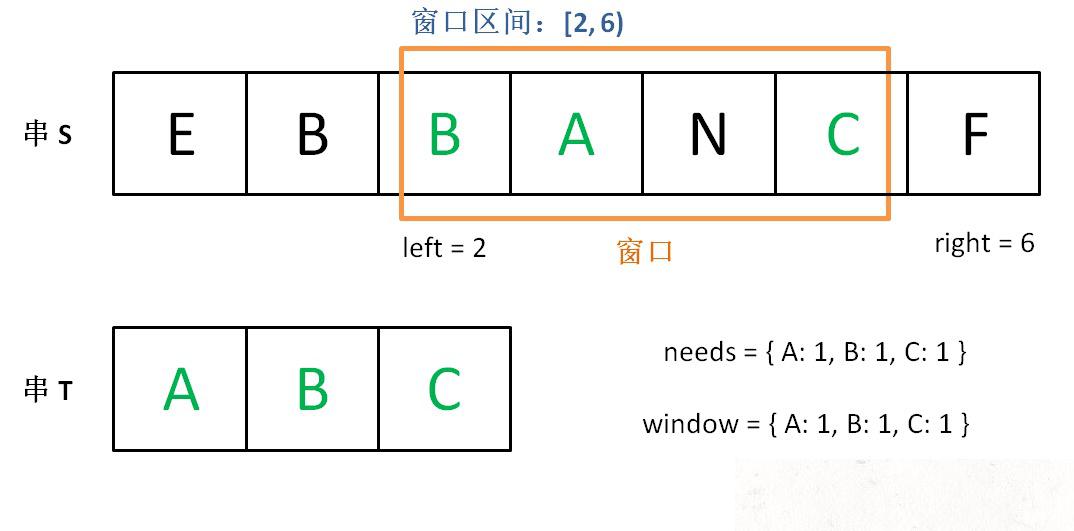 窗口区间：[2, 6)
串 S E B B A N C F
left = 2 窗口 right = 6
串 T A B C
needs = { A: 1, B: 1, C: 1 }
window = { A: 1, B: 1, C: 1 }